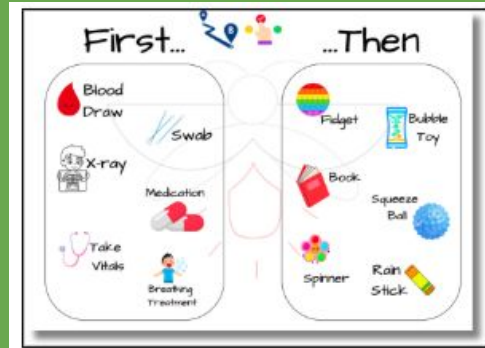 First... ...Then
Blood
Draw
Swab
X-ray
Medication
Take
Vitals
Breathing
Treatment
Fidget
Bubble
Toy
Book
Squeeze
Ball
Spinner
Rain
Stick